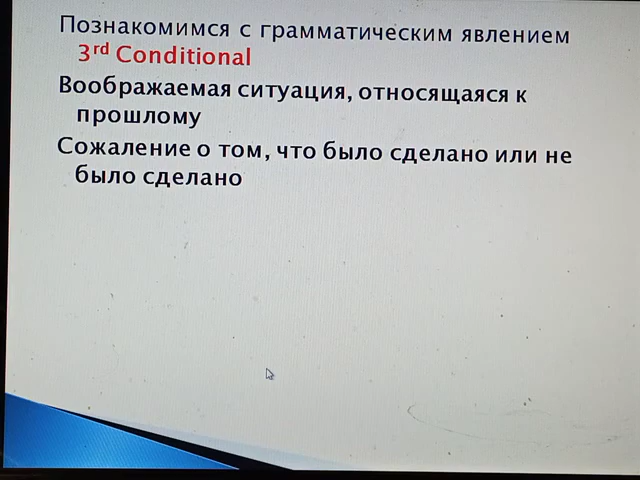 Познакомимся с грамматическим явлением
3rd Conditional
Воображаемая ситуация, относящаяся к
прошлому
Сожаление о том, что было сделано или не
было сделано